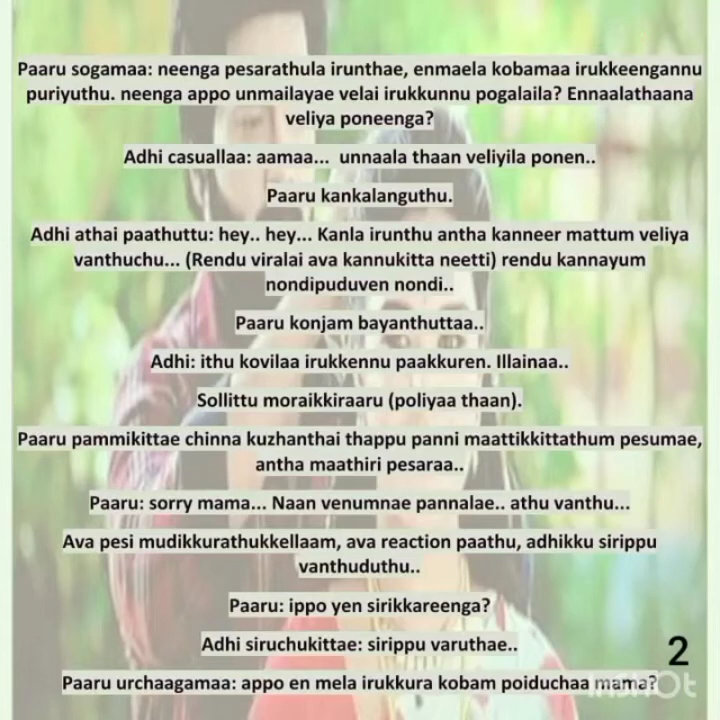 Paaru sogamaa: neenga pesarathula irunthae, enmaela kobamaa irukkeengannu
puriyuthu. neenga appo unmailayae velai irukkunnu pogalaila? Ennaalathaana
veliya poneenga?
Adhi casuallaa: aamaa... unnaala thaan veliyila ponen..
Paaru kankalanguthu.
Adhi athai paathuttu: hey.. hey... Kanla irunthu antha kanneer mattum veliya
vanthuchu... (Rendu viralai ava kannukitta neetti) rendu kannayum
nondipuduven nondi..
Paaru konjam bayanthuttaa..
Adhi: ithu kovilaa irukkennu paakkuren. Illainaa..
Sollittu moraikkiraaru (poliyaa thaan).
Paaru pammikittae chinna kuzhanthai thappu panni maattikkittathum pesumae,
antha maathiri pesaraa..
Paaru: sorry mama... Naan venumnae pannalae.. athu vanthu...
Ava pesi mudikkurathukkellaam, ava reaction paathu, adhikku sirippu
vanthuduthu..
Paaru: ippo yen sirikkareenga?
Adhi siruchukittae: sirippu varuthae..
2
Paaru urchaagamaa: appo en mela irukkura kobam poiduchaa mama?
InShOt